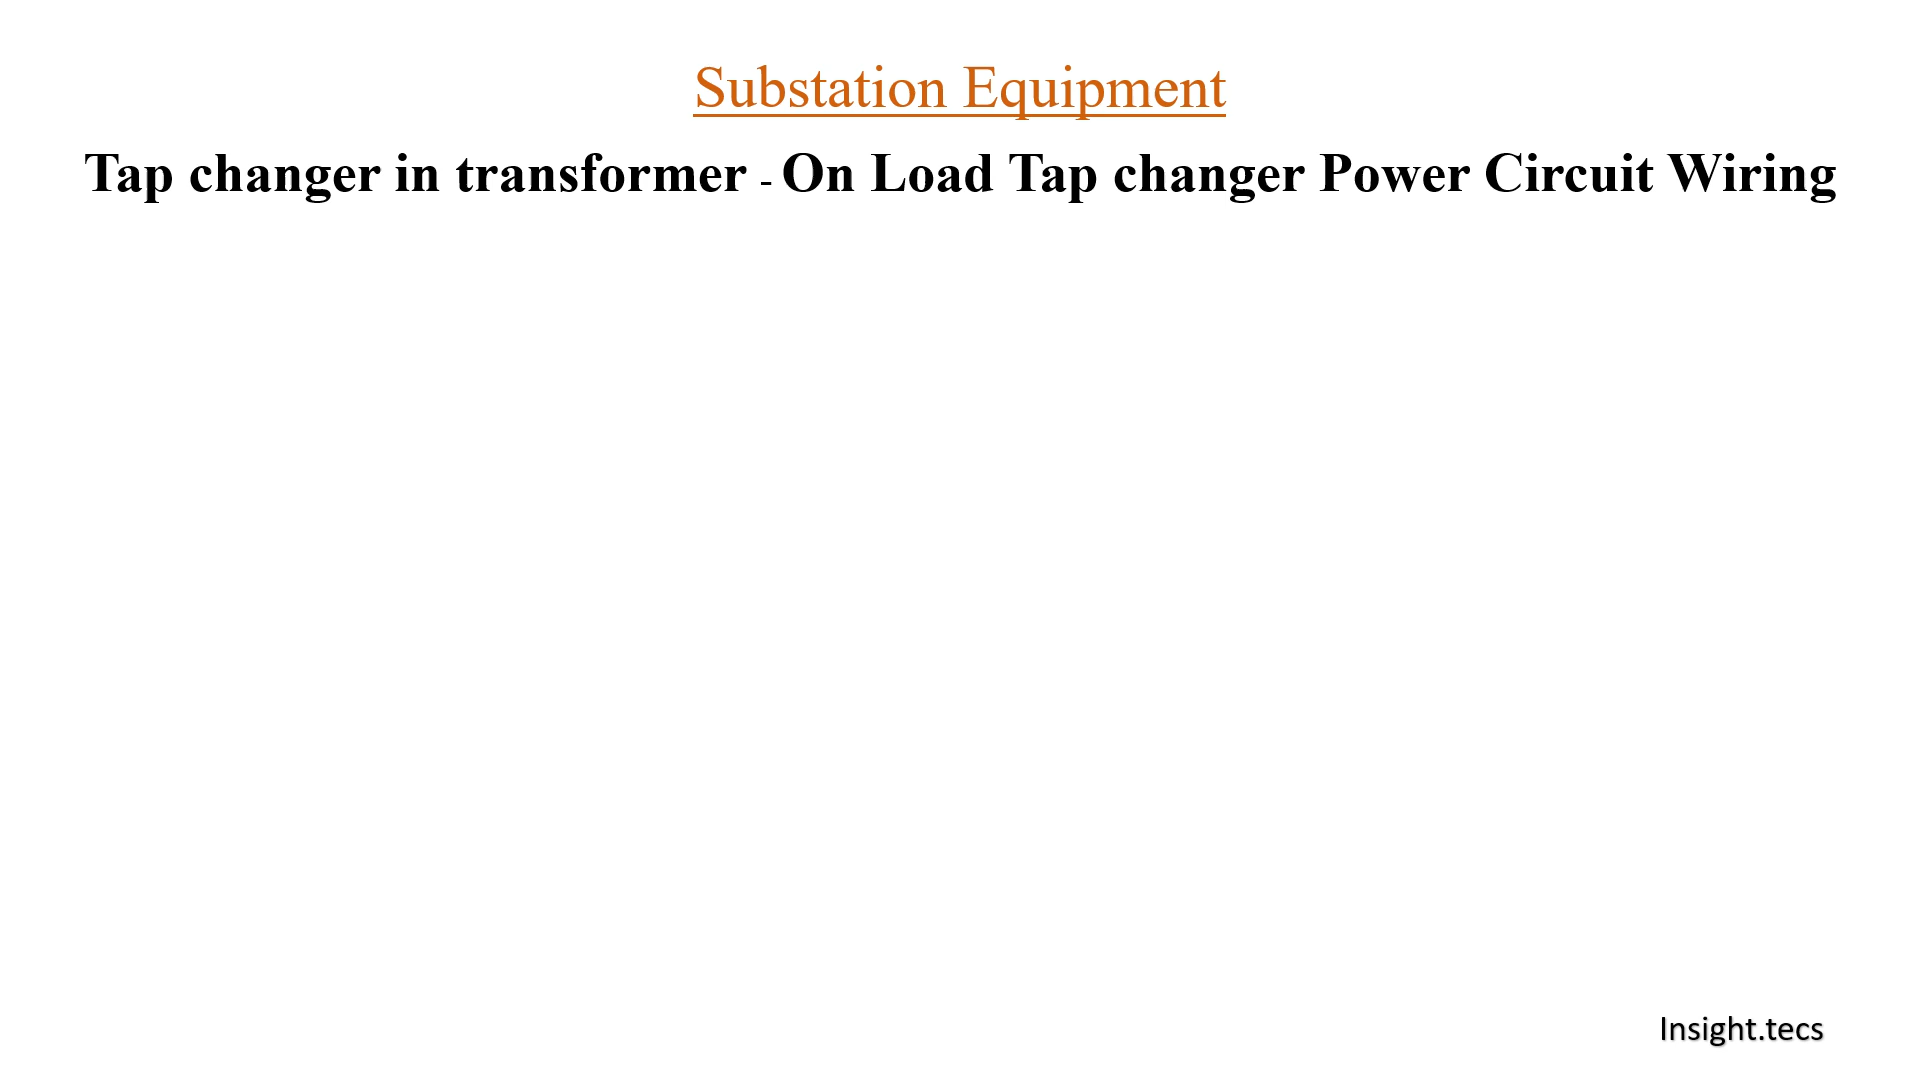 Substation Equipment
Tap changer in transformer - On Load Tap changer Power Circuit Wiring
Insight.tecs